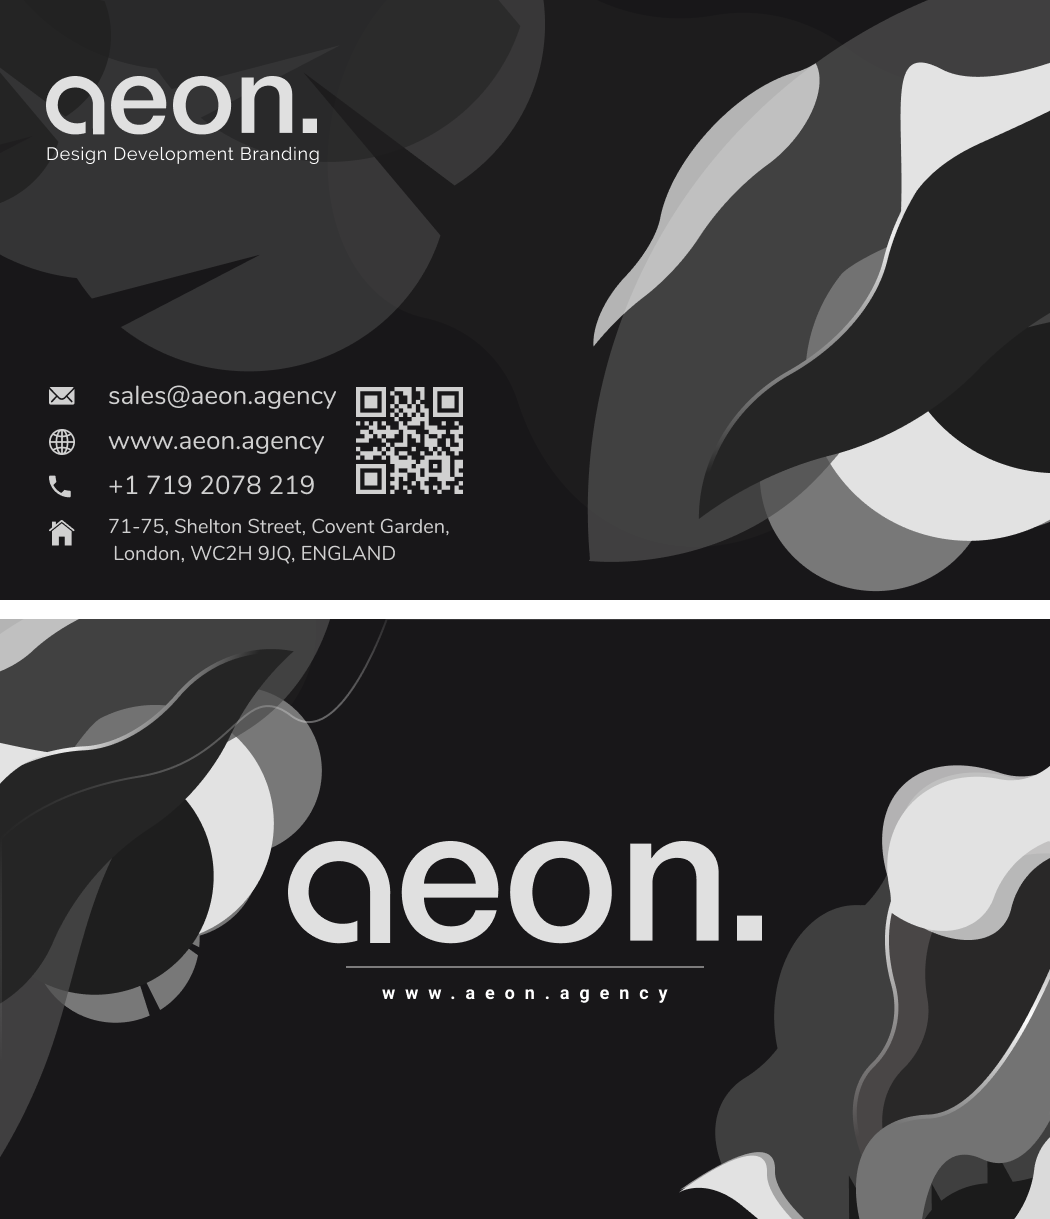 aeon.
Design Development Branding
sales@aeon.agency
www.aeon.agency
+1 719 2078 219
71-75, Shelton Street, Covent Garden,
London, WC2H 9JQ, ENGLAND
aeon.
www.aeon.agency